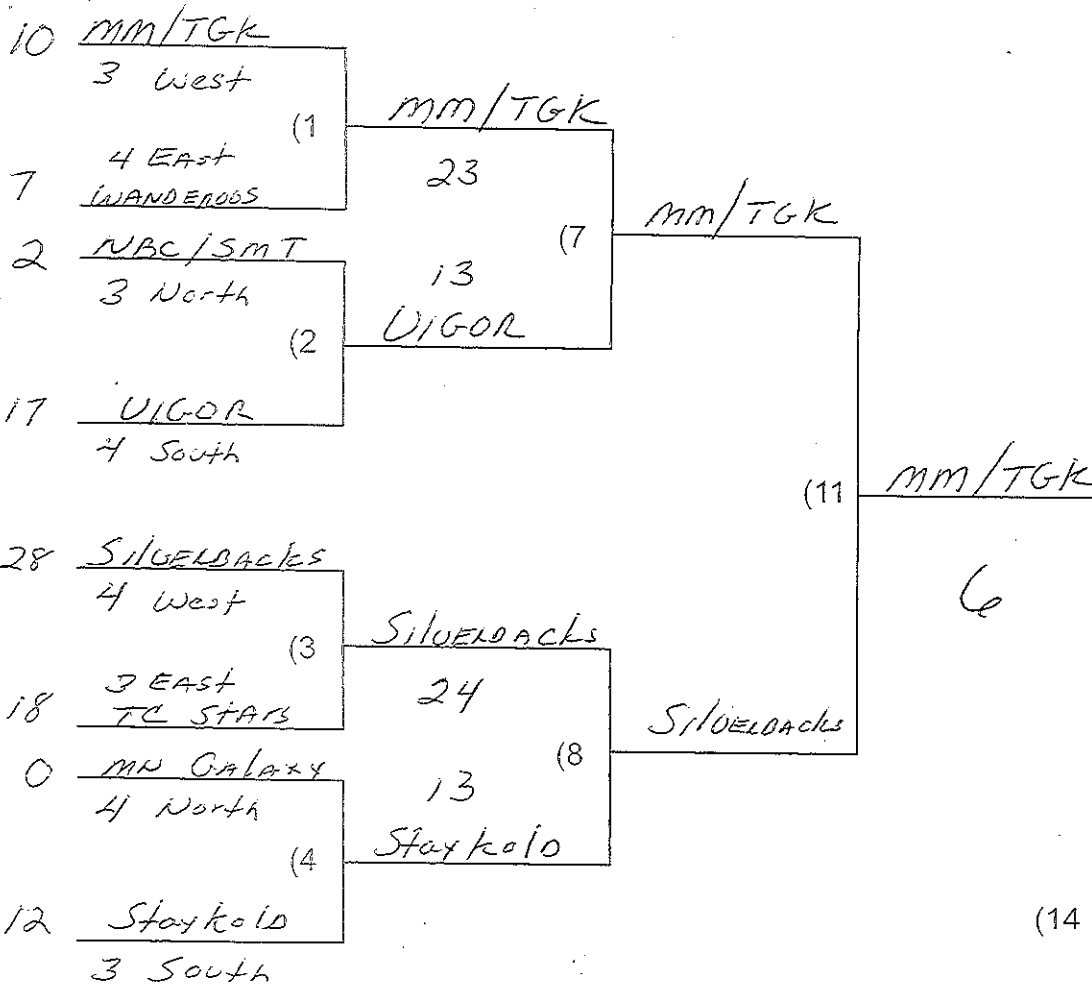 10 MM/TGK
3 West
(1
MM/TGK
4 EAst
23
7 WANDEROOS
MM/TGK
2 NBC/SMT
(7
3 North
13
(2
VIGOR
17 VIGOR
4 South
(11
MM/TGK
28 SilVERBACks
4 West
6
(3
SilVERBACKs
3 EAst
24
18 TC StArs
SilVERBACks
0 MN GAlAxy
(8
4 North
13
(4
StaykolD
12 StaykolD
(14
3 South